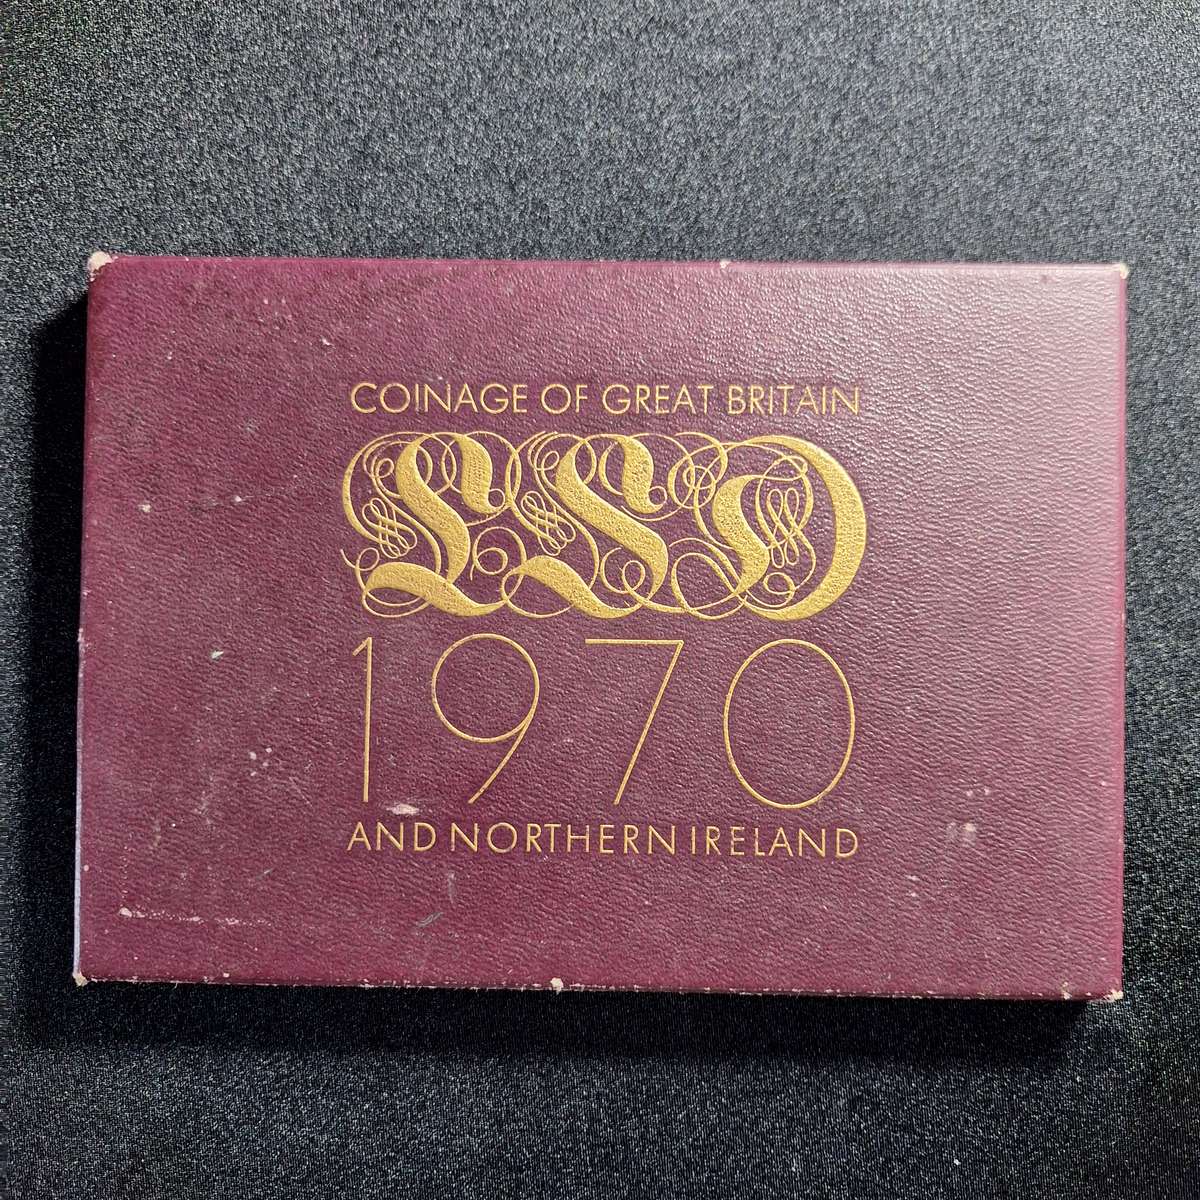 COINAGE OF GREAT BRITAIN
LSD
1970
AND NORTHERN IRELAND